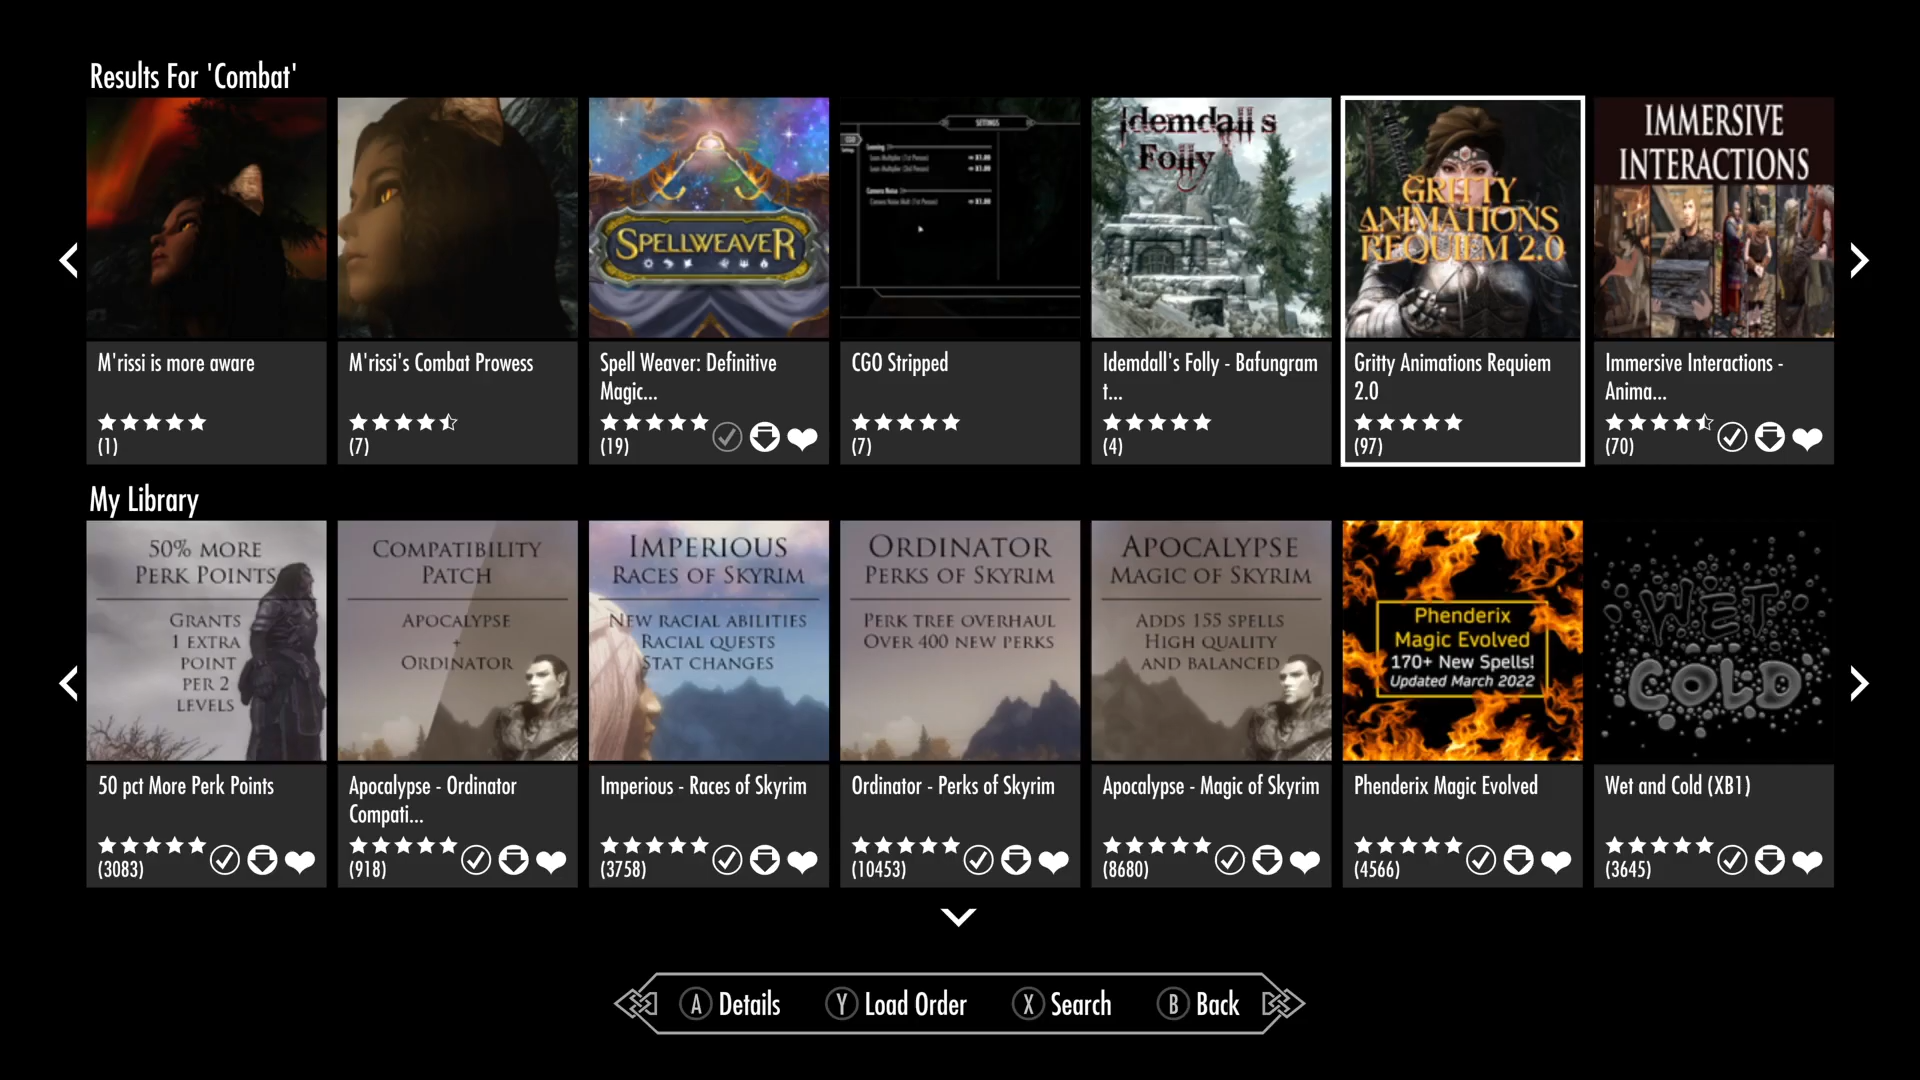 Results For 'Combat'
Idemdall's
Folly
SETTINGS
SPELLWEAVER
GRITTY
ANIMATIONS
REQUIEM 2.0
IMMERSIVE
INTERACTIONS
M'rissi is more aware
(1)
M'rissi's Combat Prowess
(7)
Spell Weaver: Definitive
Magic...
(19)
CGO Stripped
(7)
Idemdall's Folly - Bafungram
t...
(4)
Gritty Animations Requiem
2.0
(97)
Immersive Interactions -
Anima...
(70)
My Library
50% MORE
PERK POINTS
GRANTS
1 EXTRA
POINT
PER 2
LEVELS
COMPATIBILITY
PATCH
APOCALYPSE
+
ORDINATOR
IMPERIOUS
RACES OF SKYRIM
NEW RACIAL ABILITIES
RACIAL QUESTS
STAT CHANGES
ORDINATOR
PERKS OF SKYRIM
PERK TREE OVERHAUL
OVER 400 NEW PERKS
APOCALYPSE
MAGIC OF SKYRIM
ADDS 155 SPELLS
HIGH QUALITY
AND BALANCED
Phenderix
Magic Evolved
170+ New Spells!
Updated March 2022
WET
COLD
50 pct More Perk Points
(3083)
Apocalypse - Ordinator
Compati...
(918)
Imperious - Races of Skyrim
(3758)
Ordinator - Perks of Skyrim
(10453)
Apocalypse - Magic of Skyrim
(8680)
Phenderix Magic Evolved
(4566)
Wet and Cold (XB1)
(3645)
A Details
Y Load Order
X Search
B Back